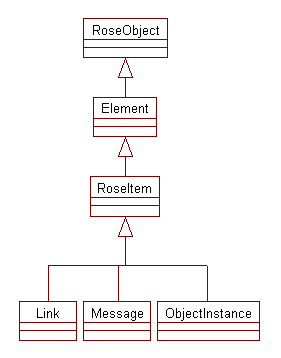 RoseObject
Element
RoseItem
Link
Message
ObjectInstance